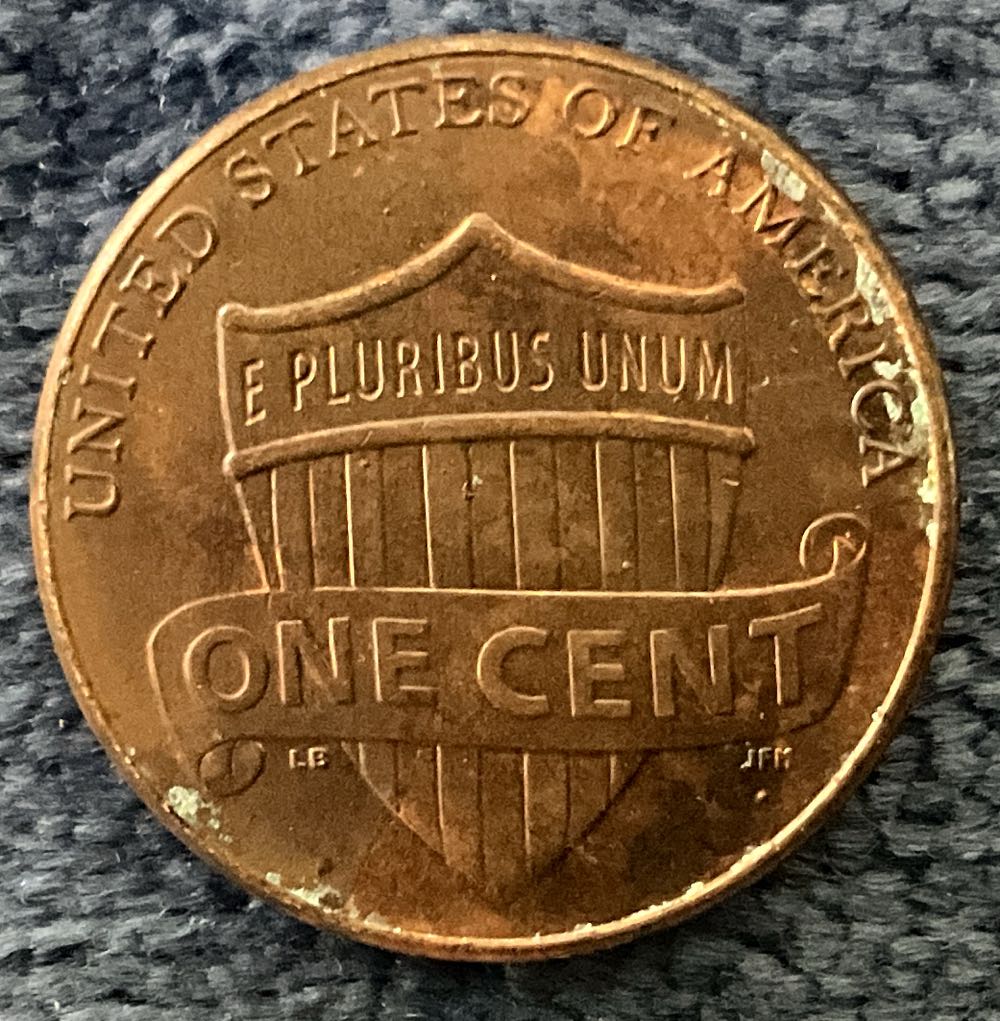 UNITED STATES OF AMERICA
E PLURIBUS UNUM
ONE CENT
LB JFM